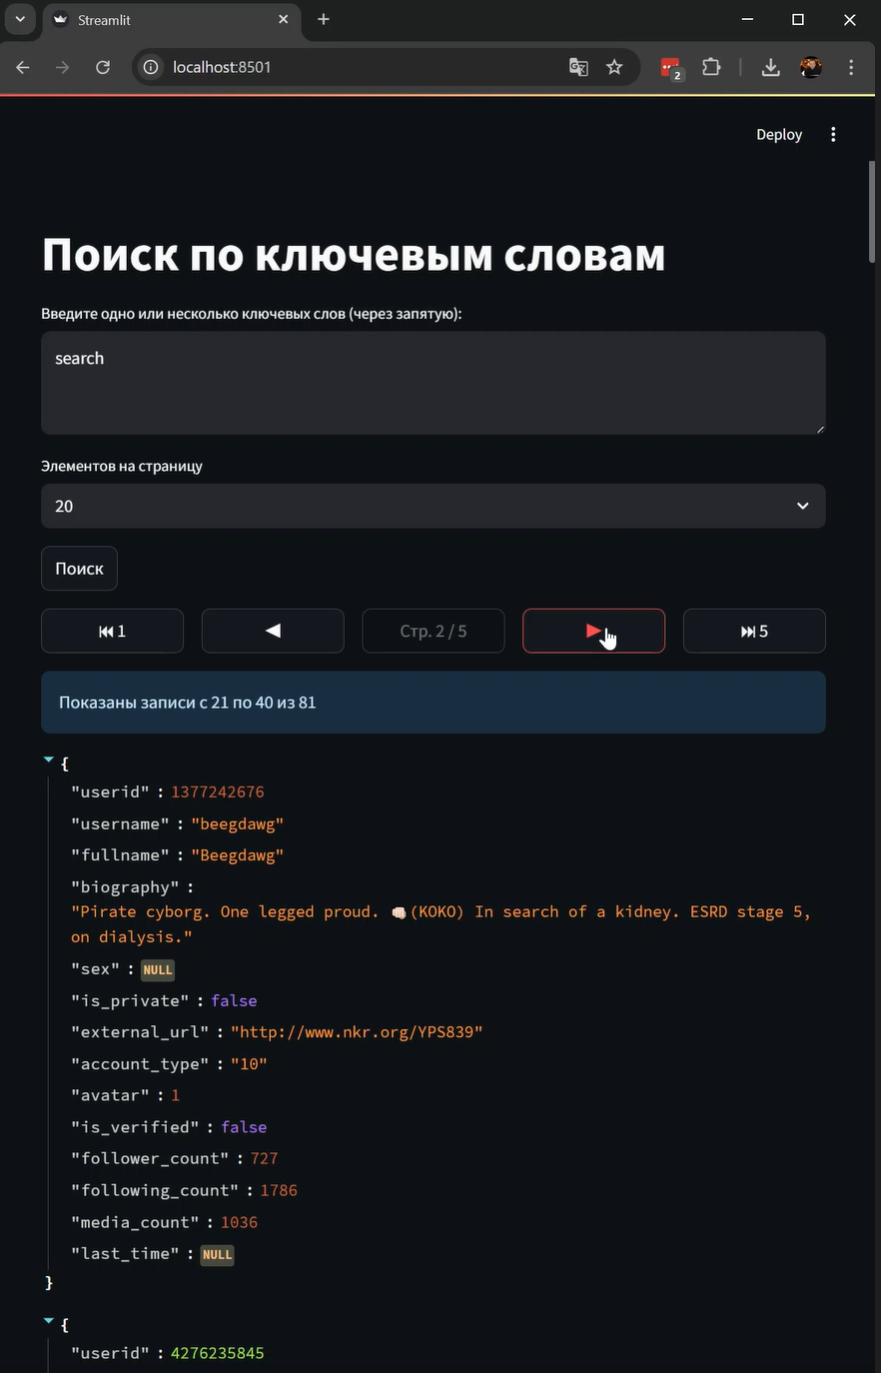 Streamlit
localhost:8501
2
Deploy
Поиск по ключевым словам
Введите одно или несколько ключевых слов (через запятую):
search
Элементов на страницу
20
Поиск
⏮ 1
◀
Стр. 2 / 5
▶
⏭ 5
Показаны записи с 21 по 40 из 81
{
"userid" : 1377242676
"username" : "beegdawg"
"fullname" : "Beegdawg"
"biography" :
"Pirate cyborg. One legged proud. 👊🏻(KOKO) In search of a kidney. ESRD stage 5,
on dialysis."
"sex" : NULL
"is_private" : false
"external_url" : "http://www.nkr.org/YPS839"
"account_type" : "10"
"avatar" : 1
"is_verified" : false
"follower_count" : 727
"following_count" : 1786
"media_count" : 1036
"last_time" : NULL
}
{
"userid" : 4276235845